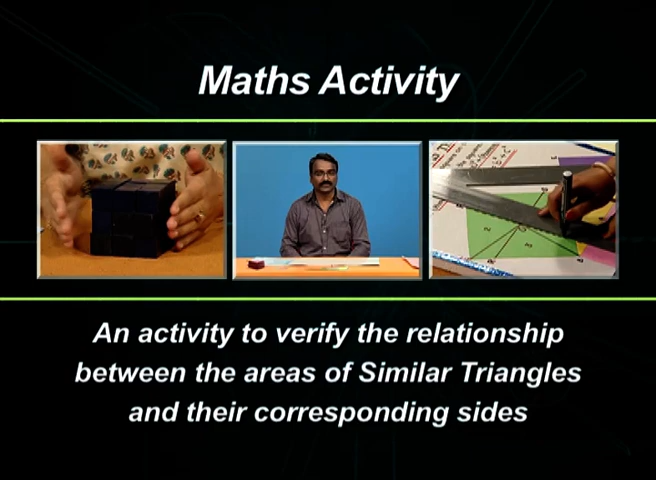 Maths Activity
An activity to verify the relationship
between the areas of Similar Triangles
and their corresponding sides